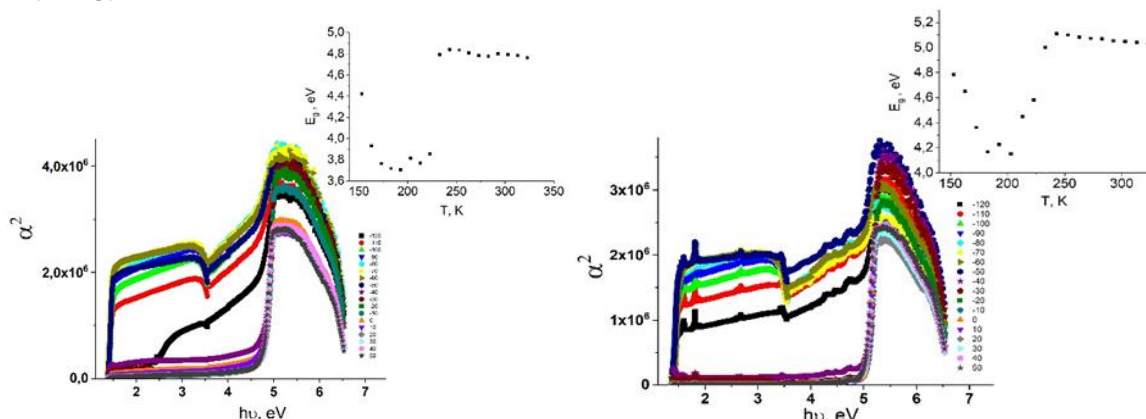 5,0
4,8
4,6
4,4
4,2
4,0
3,8
3,6
E_g, eV
150 200 250 300 350
T, K
4,0x10⁶
2,0x10⁶
0,0
α²
0
2 3 4 5 6 7
hυ, eV
5,2
5,0
4,8
4,6
4,4
4,2
4,0
E_g, eV
150 200 250 300
T, K
3x10⁶
2x10⁶
1x10⁶
0
α²
-120
-110
-100
-90
-80
-70
-60
-50
-40
-30
-20
-10
0
10
20
30
40
50
2 3 4 5 6 7
hυ, eV